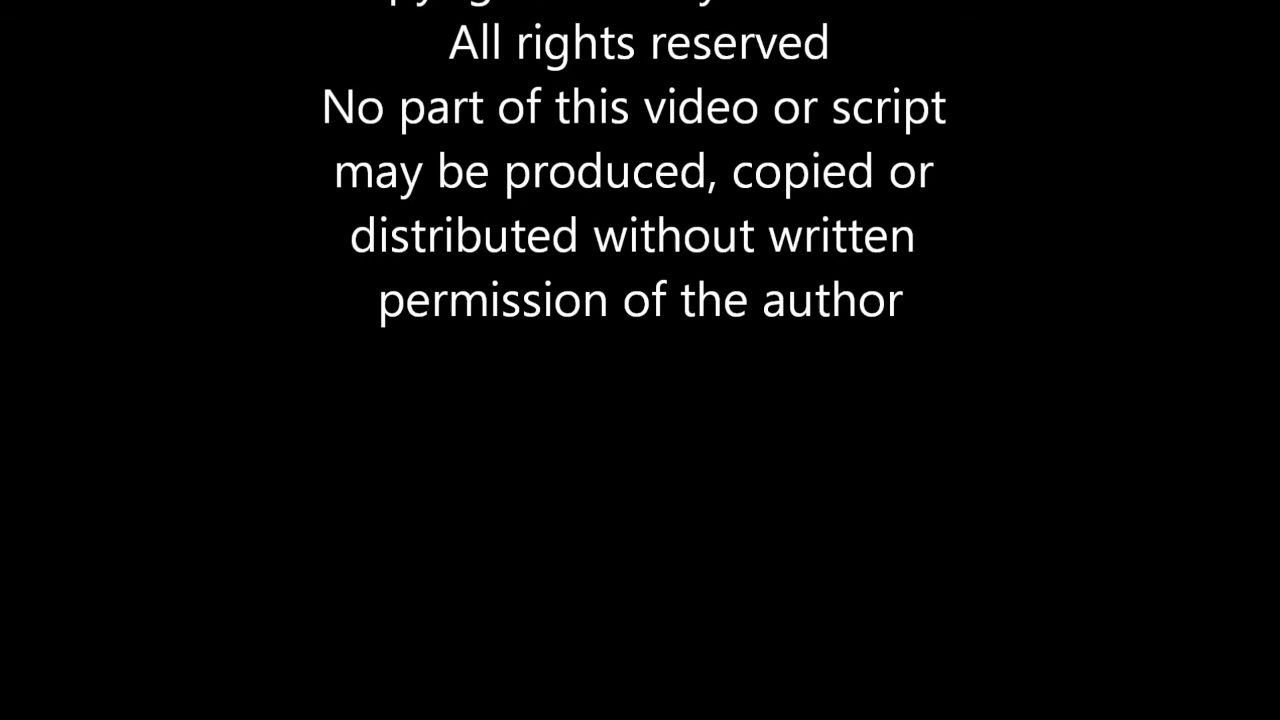 All rights reserved
No part of this video or script
may be produced, copied or
distributed without written
permission of the author